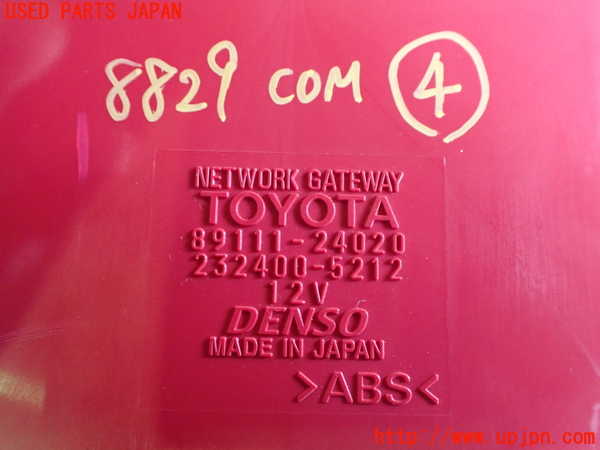 USED PARTS JAPAN
8829 COM 4
NETWORK GATEWAY
TOYOTA
89111-24020
232400-5212
12V
DENSO
MADE IN JAPAN
>ABS<
http://www.upjpn.com